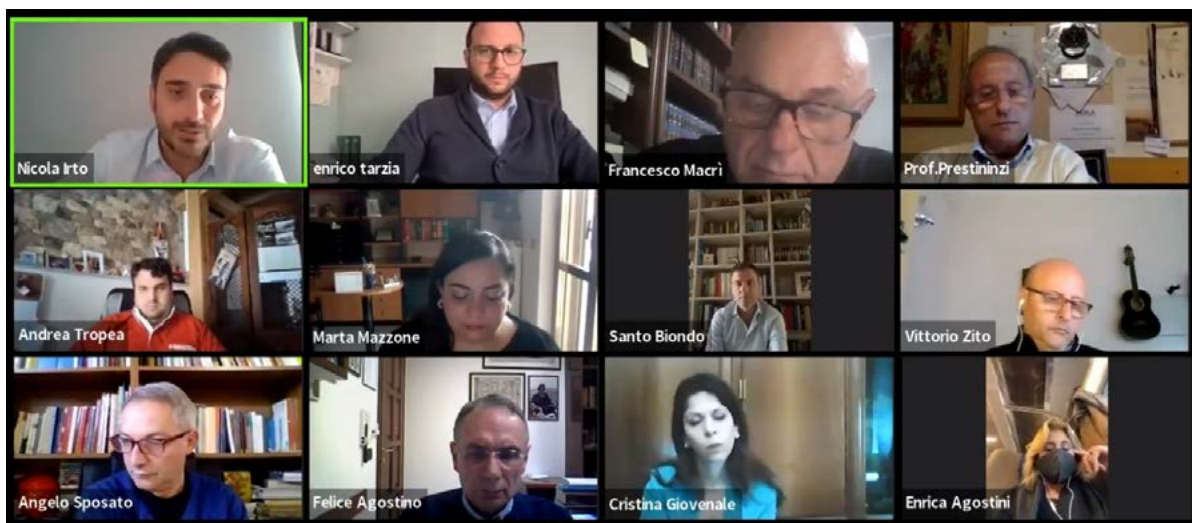 Nicola Irto
enrico tarzia
Francesco Macrì
Prof.Prestininzi
Andrea Tropea
Marta Mazzone
Santo Biondo
Vittorio Zito
Angelo Sposato
Felice Agostino
Cristina Giovenale
Enrica Agostini